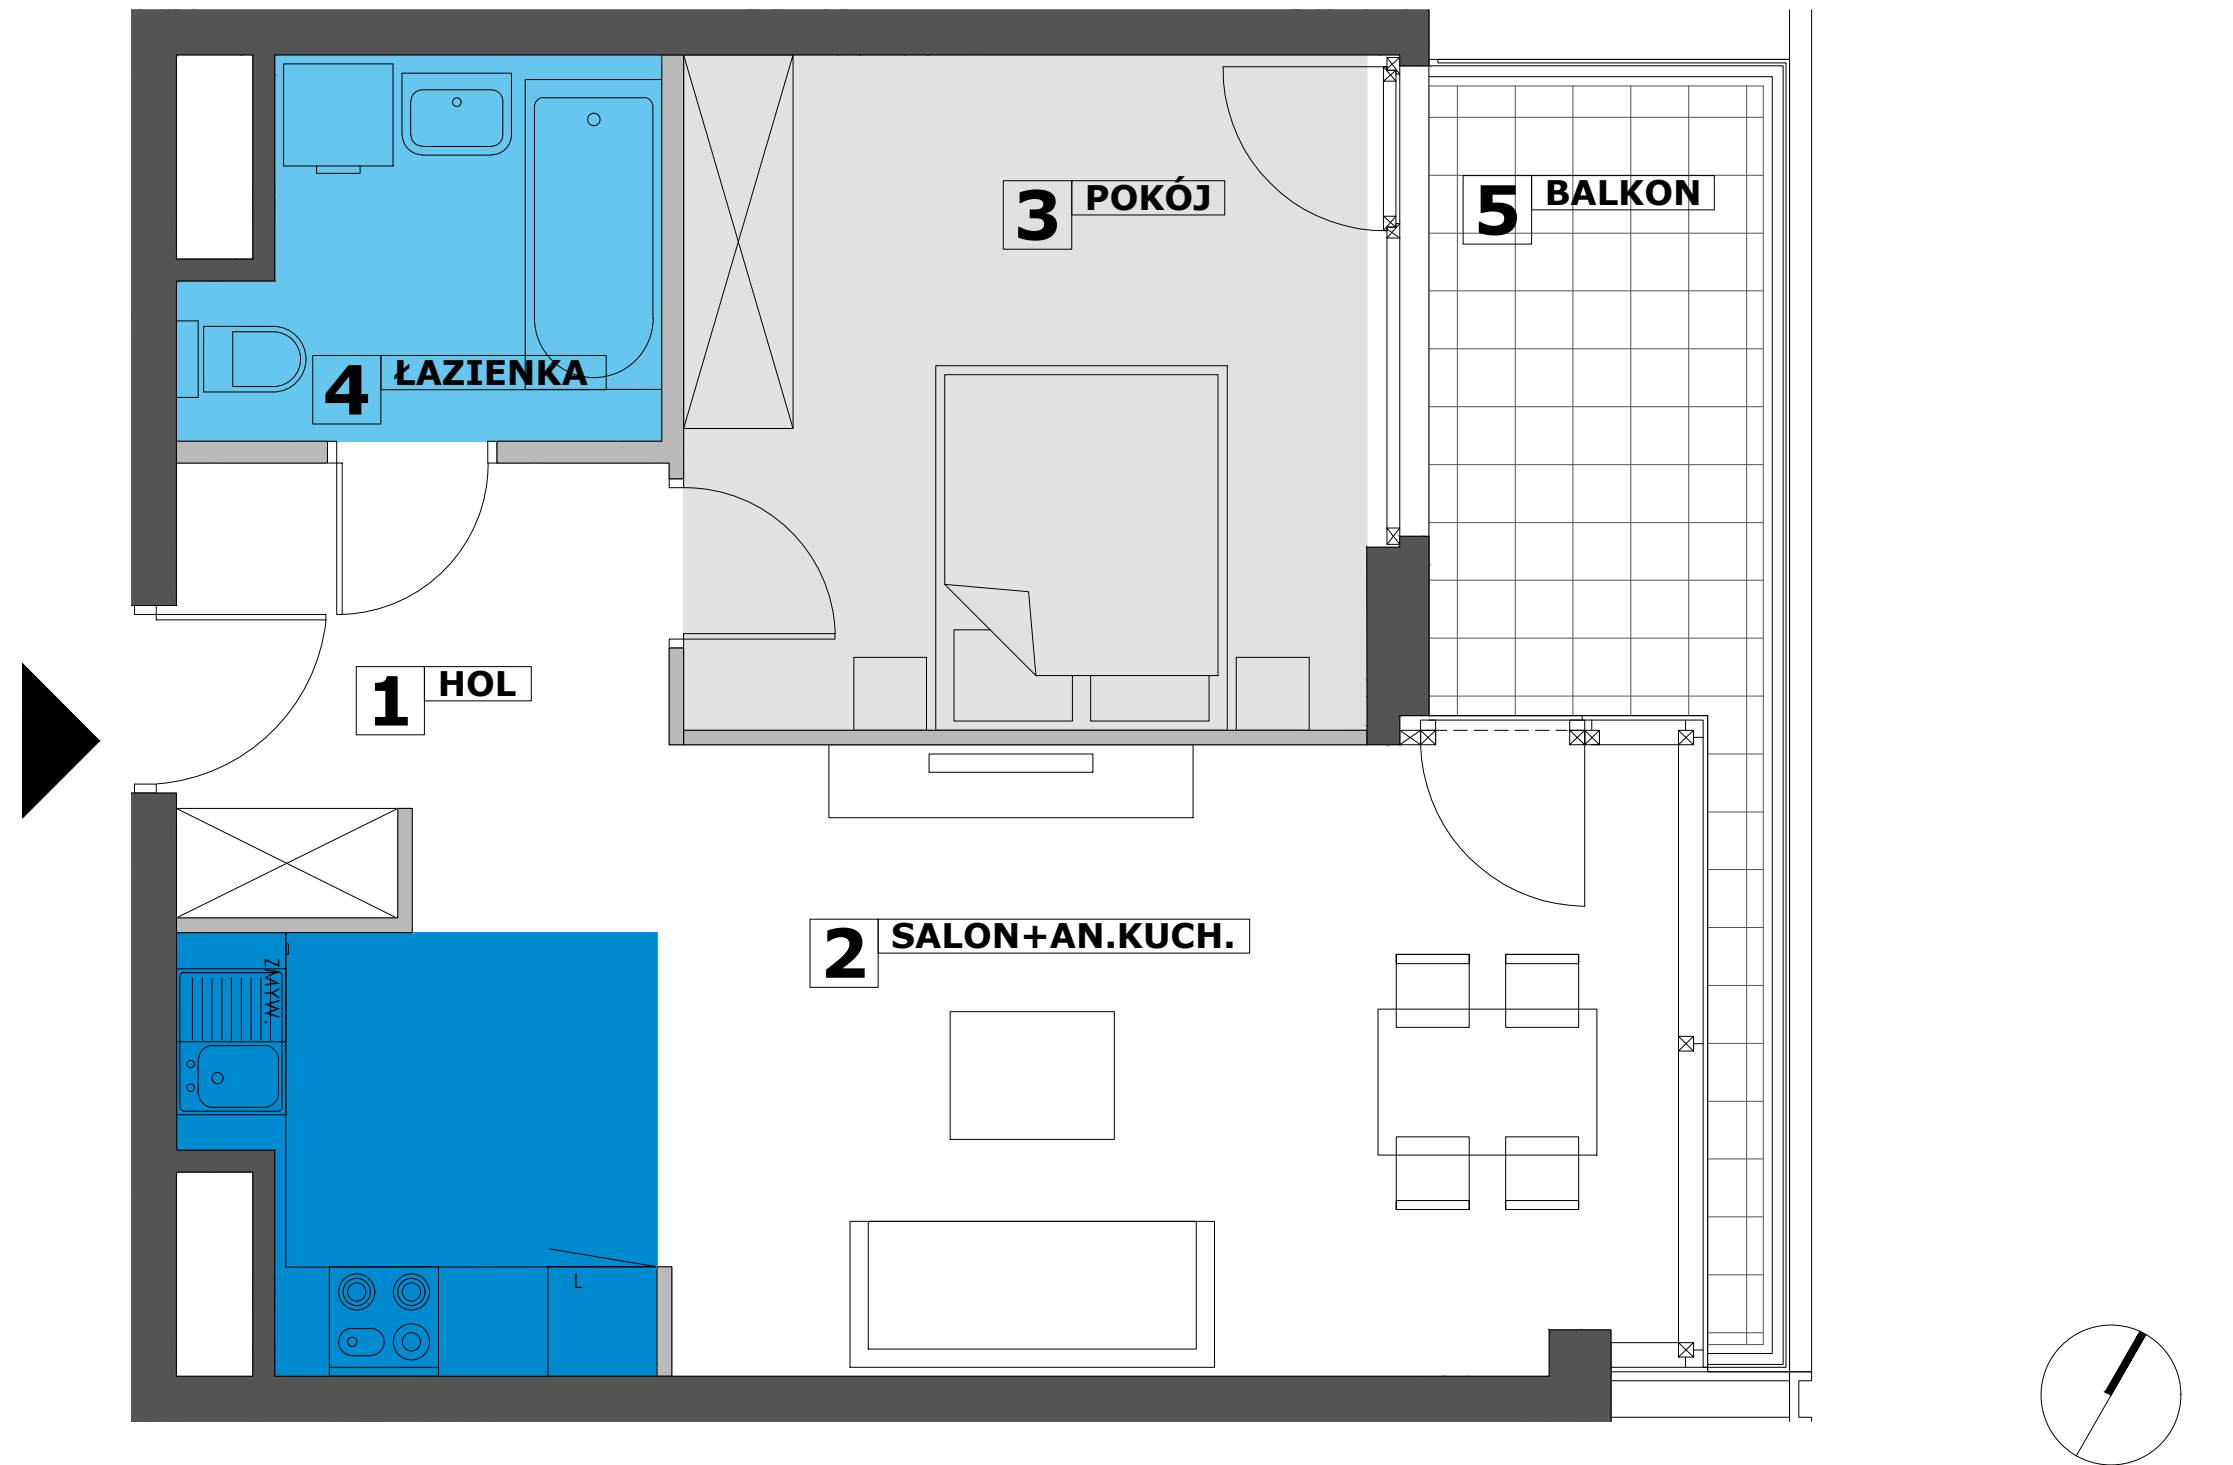 3 POKÓJ
5 BALKON
4 ŁAZIENKA
1 HOL
2 SALON+AN.KUCH.
ZMYW.
L